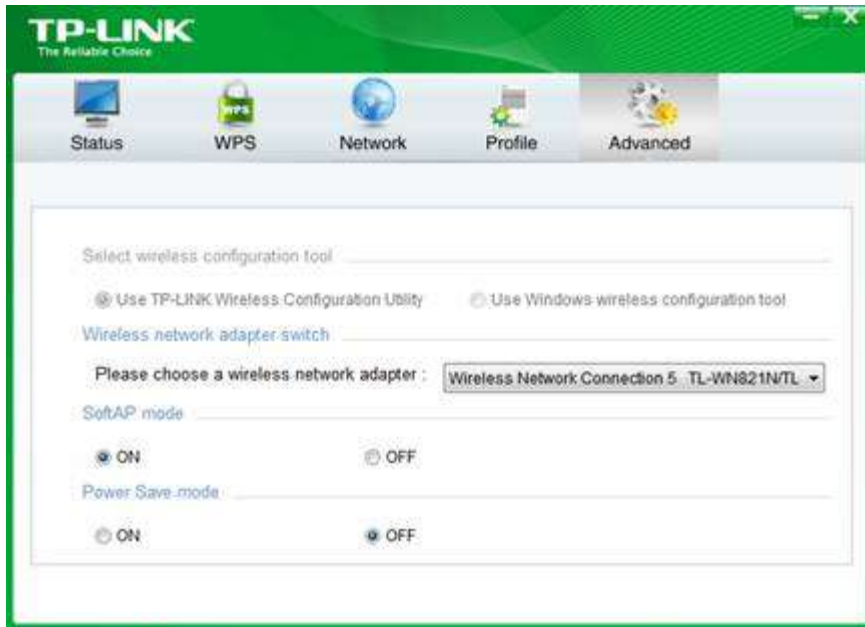 TP-LINK
The Reliable Choice
WPS
Status WPS Network Profile Advanced
Select wireless configuration tool
Use TP-LINK Wireless Configuration Utility Use Windows wireless configuration tool
Wireless network adapter switch
Please choose a wireless network adapter : Wireless Network Connection 5 TL-WN821N/TL
SoftAP mode
ON OFF
Power Save mode
ON OFF